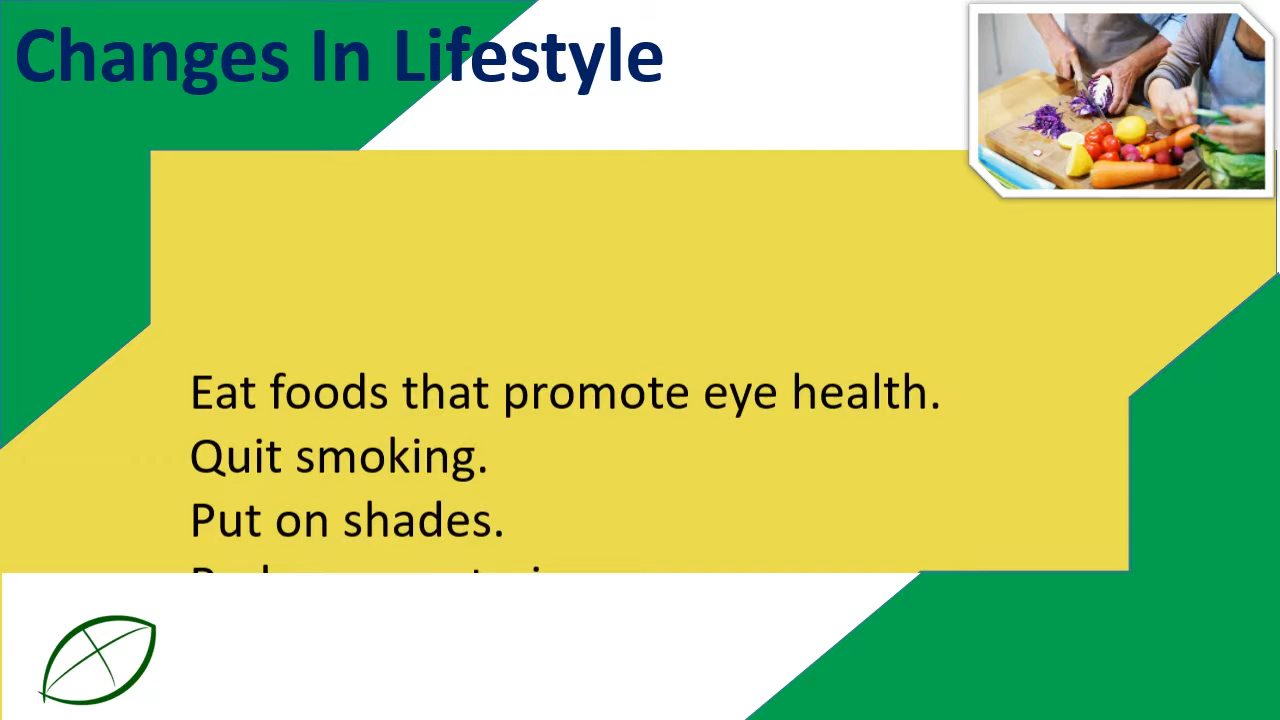 Changes In Lifestyle
Eat foods that promote eye health.
Quit smoking.
Put on shades.